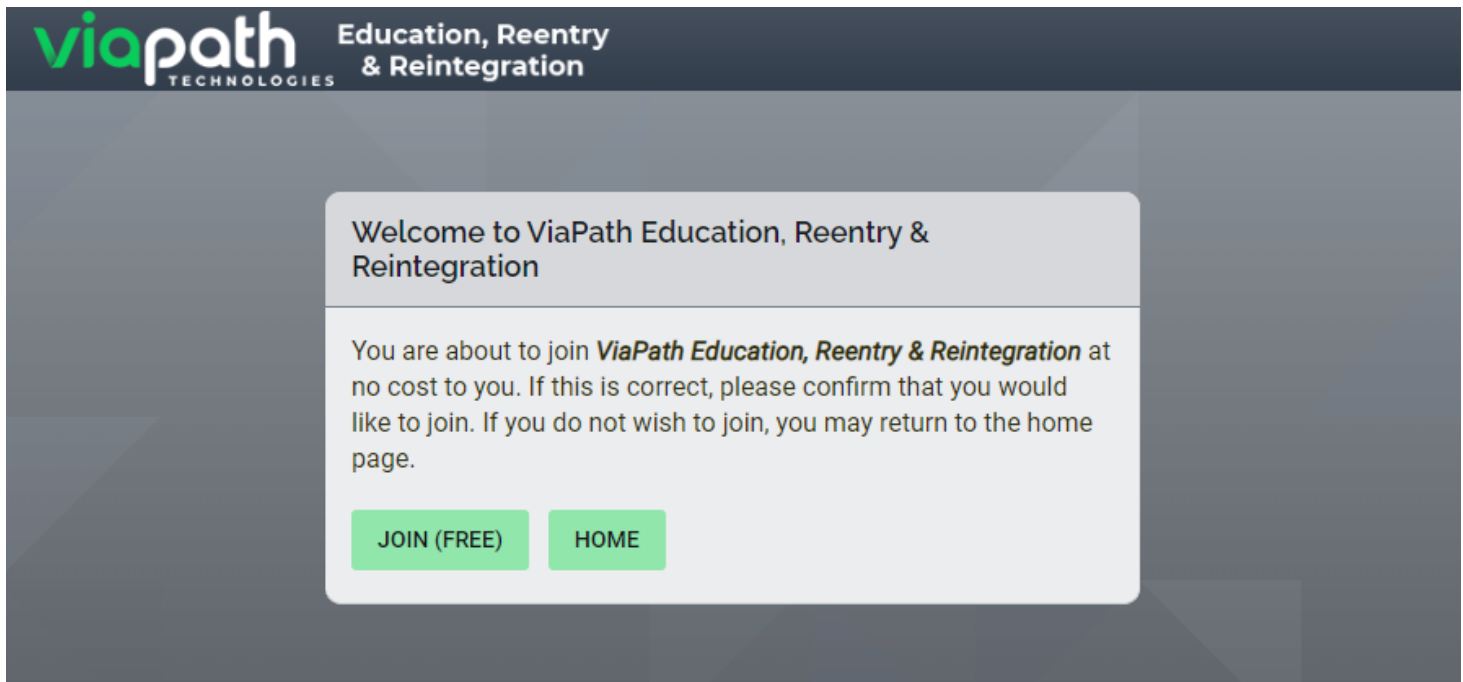 viapath
TECHNOLOGIES
Education, Reentry
& Reintegration
Welcome to ViaPath Education, Reentry &
Reintegration
You are about to join ViaPath Education, Reentry & Reintegration at
no cost to you. If this is correct, please confirm that you would
like to join. If you do not wish to join, you may return to the home
page.
JOIN (FREE)
HOME